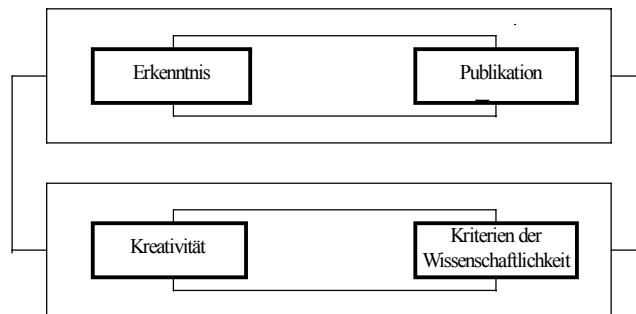 Erkenntnis
Publikation
Kreativität
Kriterien der
Wissenschaftlichkeit